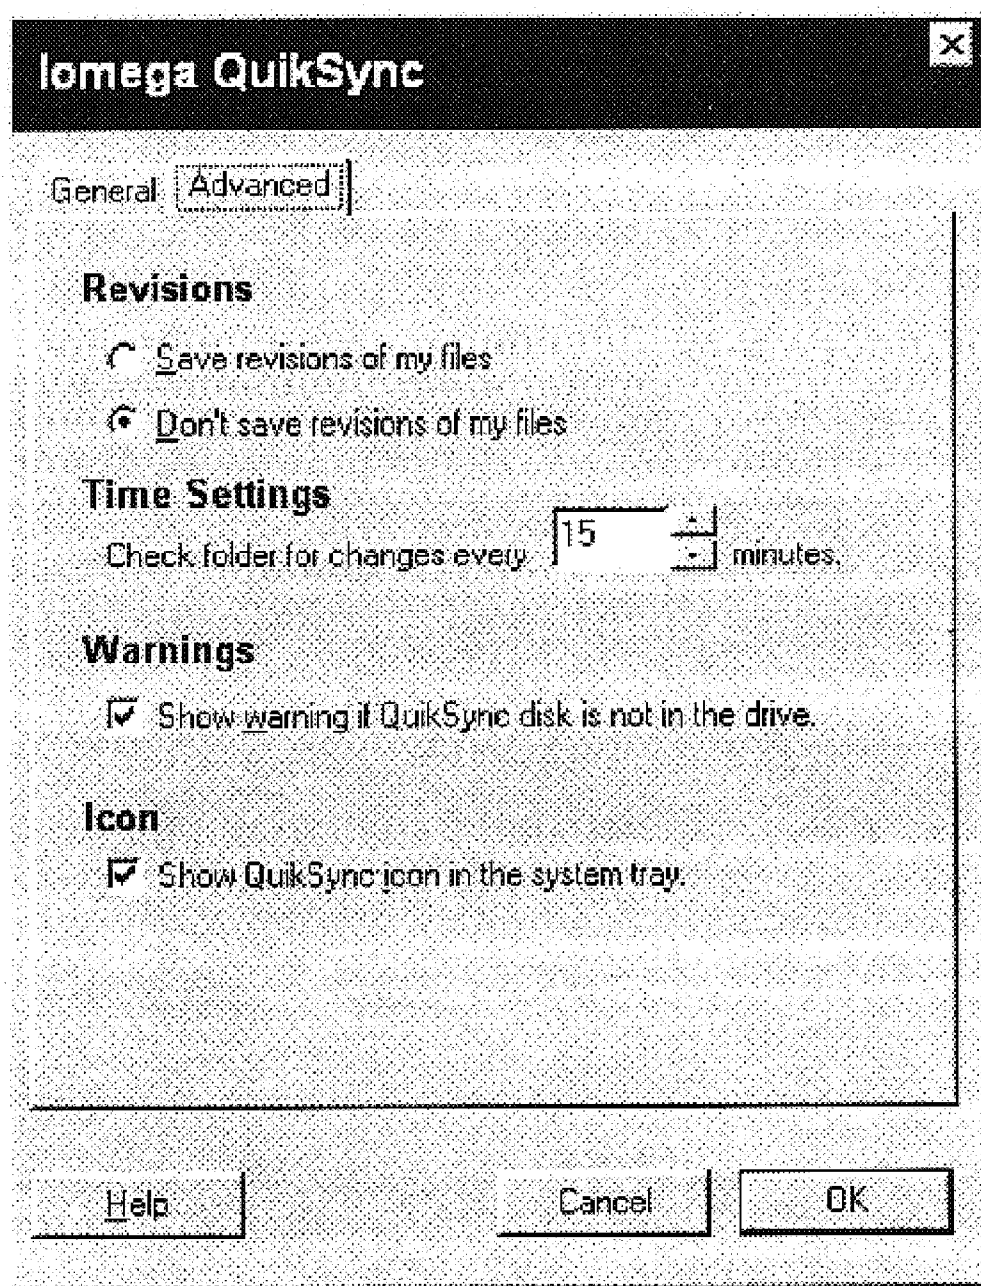 Iomega QuikSync
General Advanced
Revisions
Save revisions of my files
Don't save revisions of my files
Time Settings
Check folder for changes every 15 minutes.
Warnings
Show warning if QuikSync disk is not in the drive.
Icon
Show QuikSync icon in the system tray.
Help Cancel OK